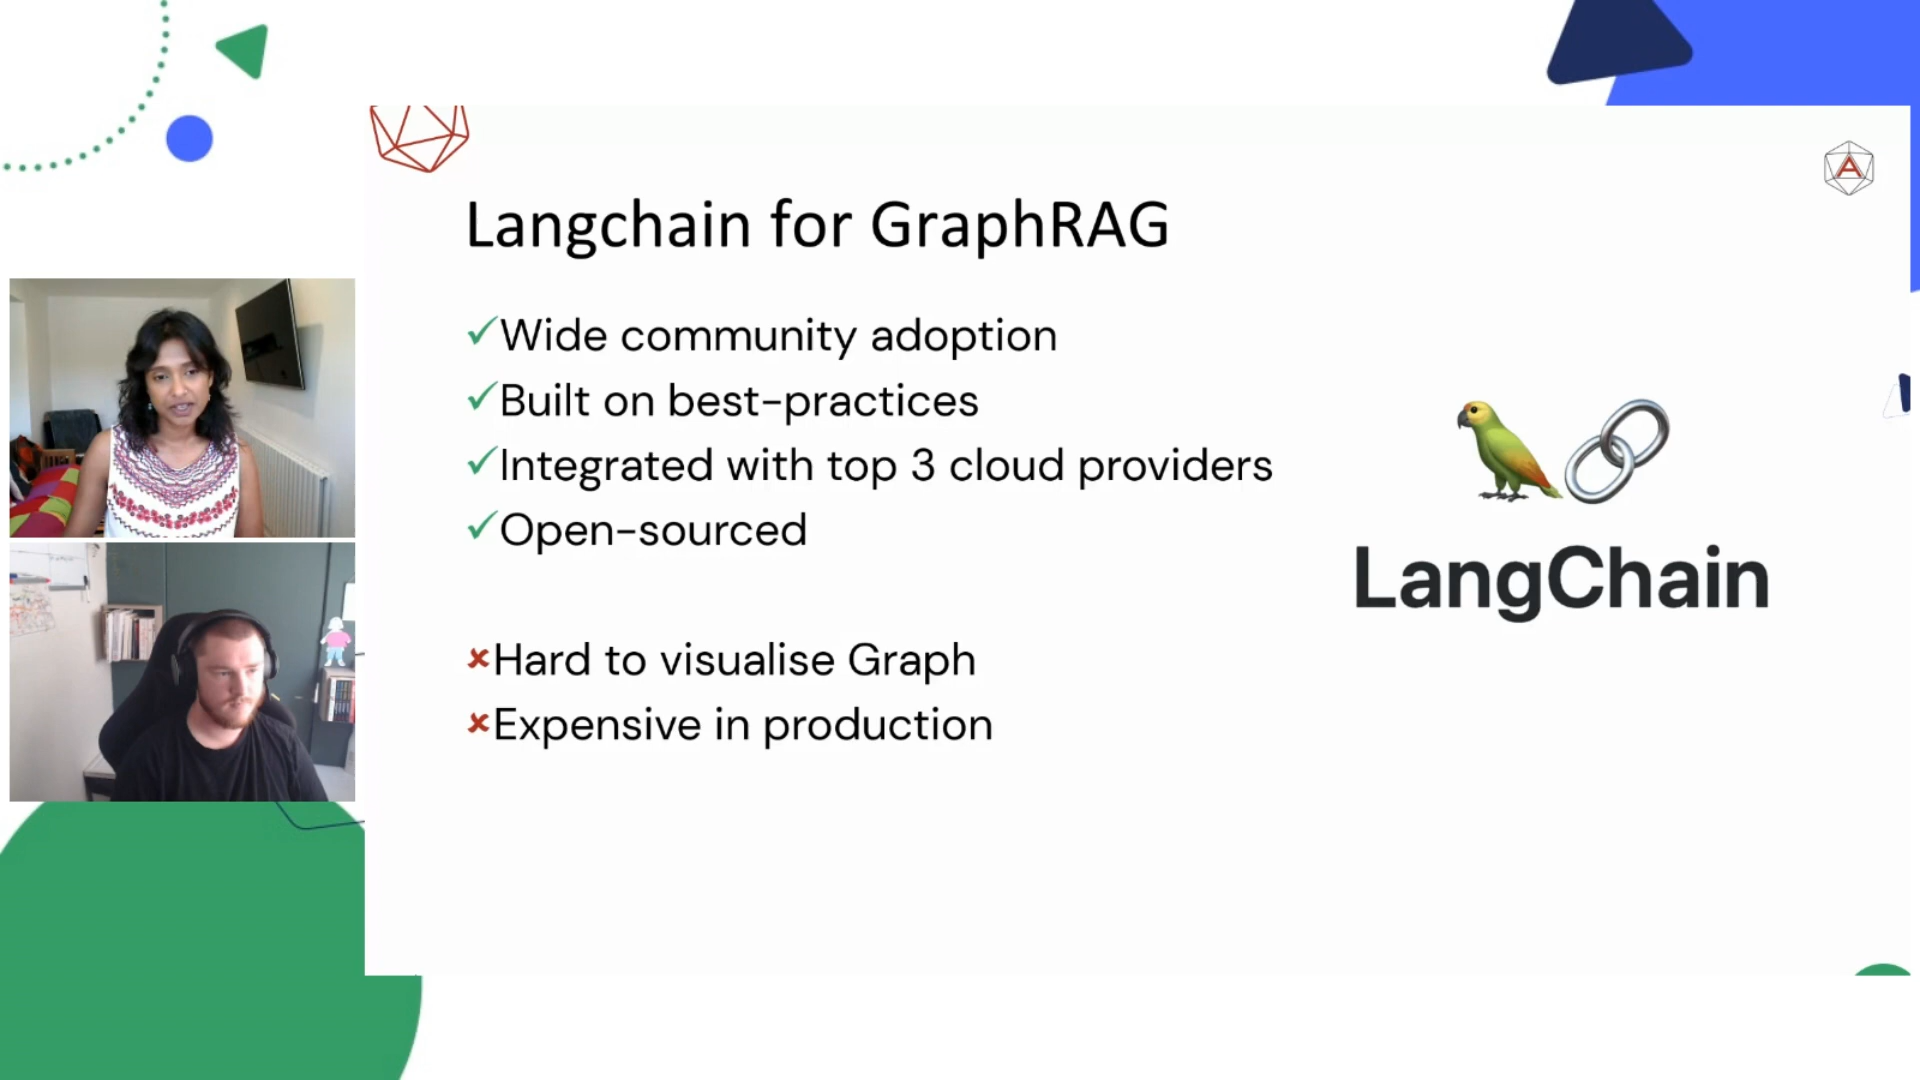 Langchain for GraphRAG
✓Wide community adoption
✓Built on best-practices
✓Integrated with top 3 cloud providers
✓Open-sourced
✘Hard to visualise Graph
✘Expensive in production
LangChain
A